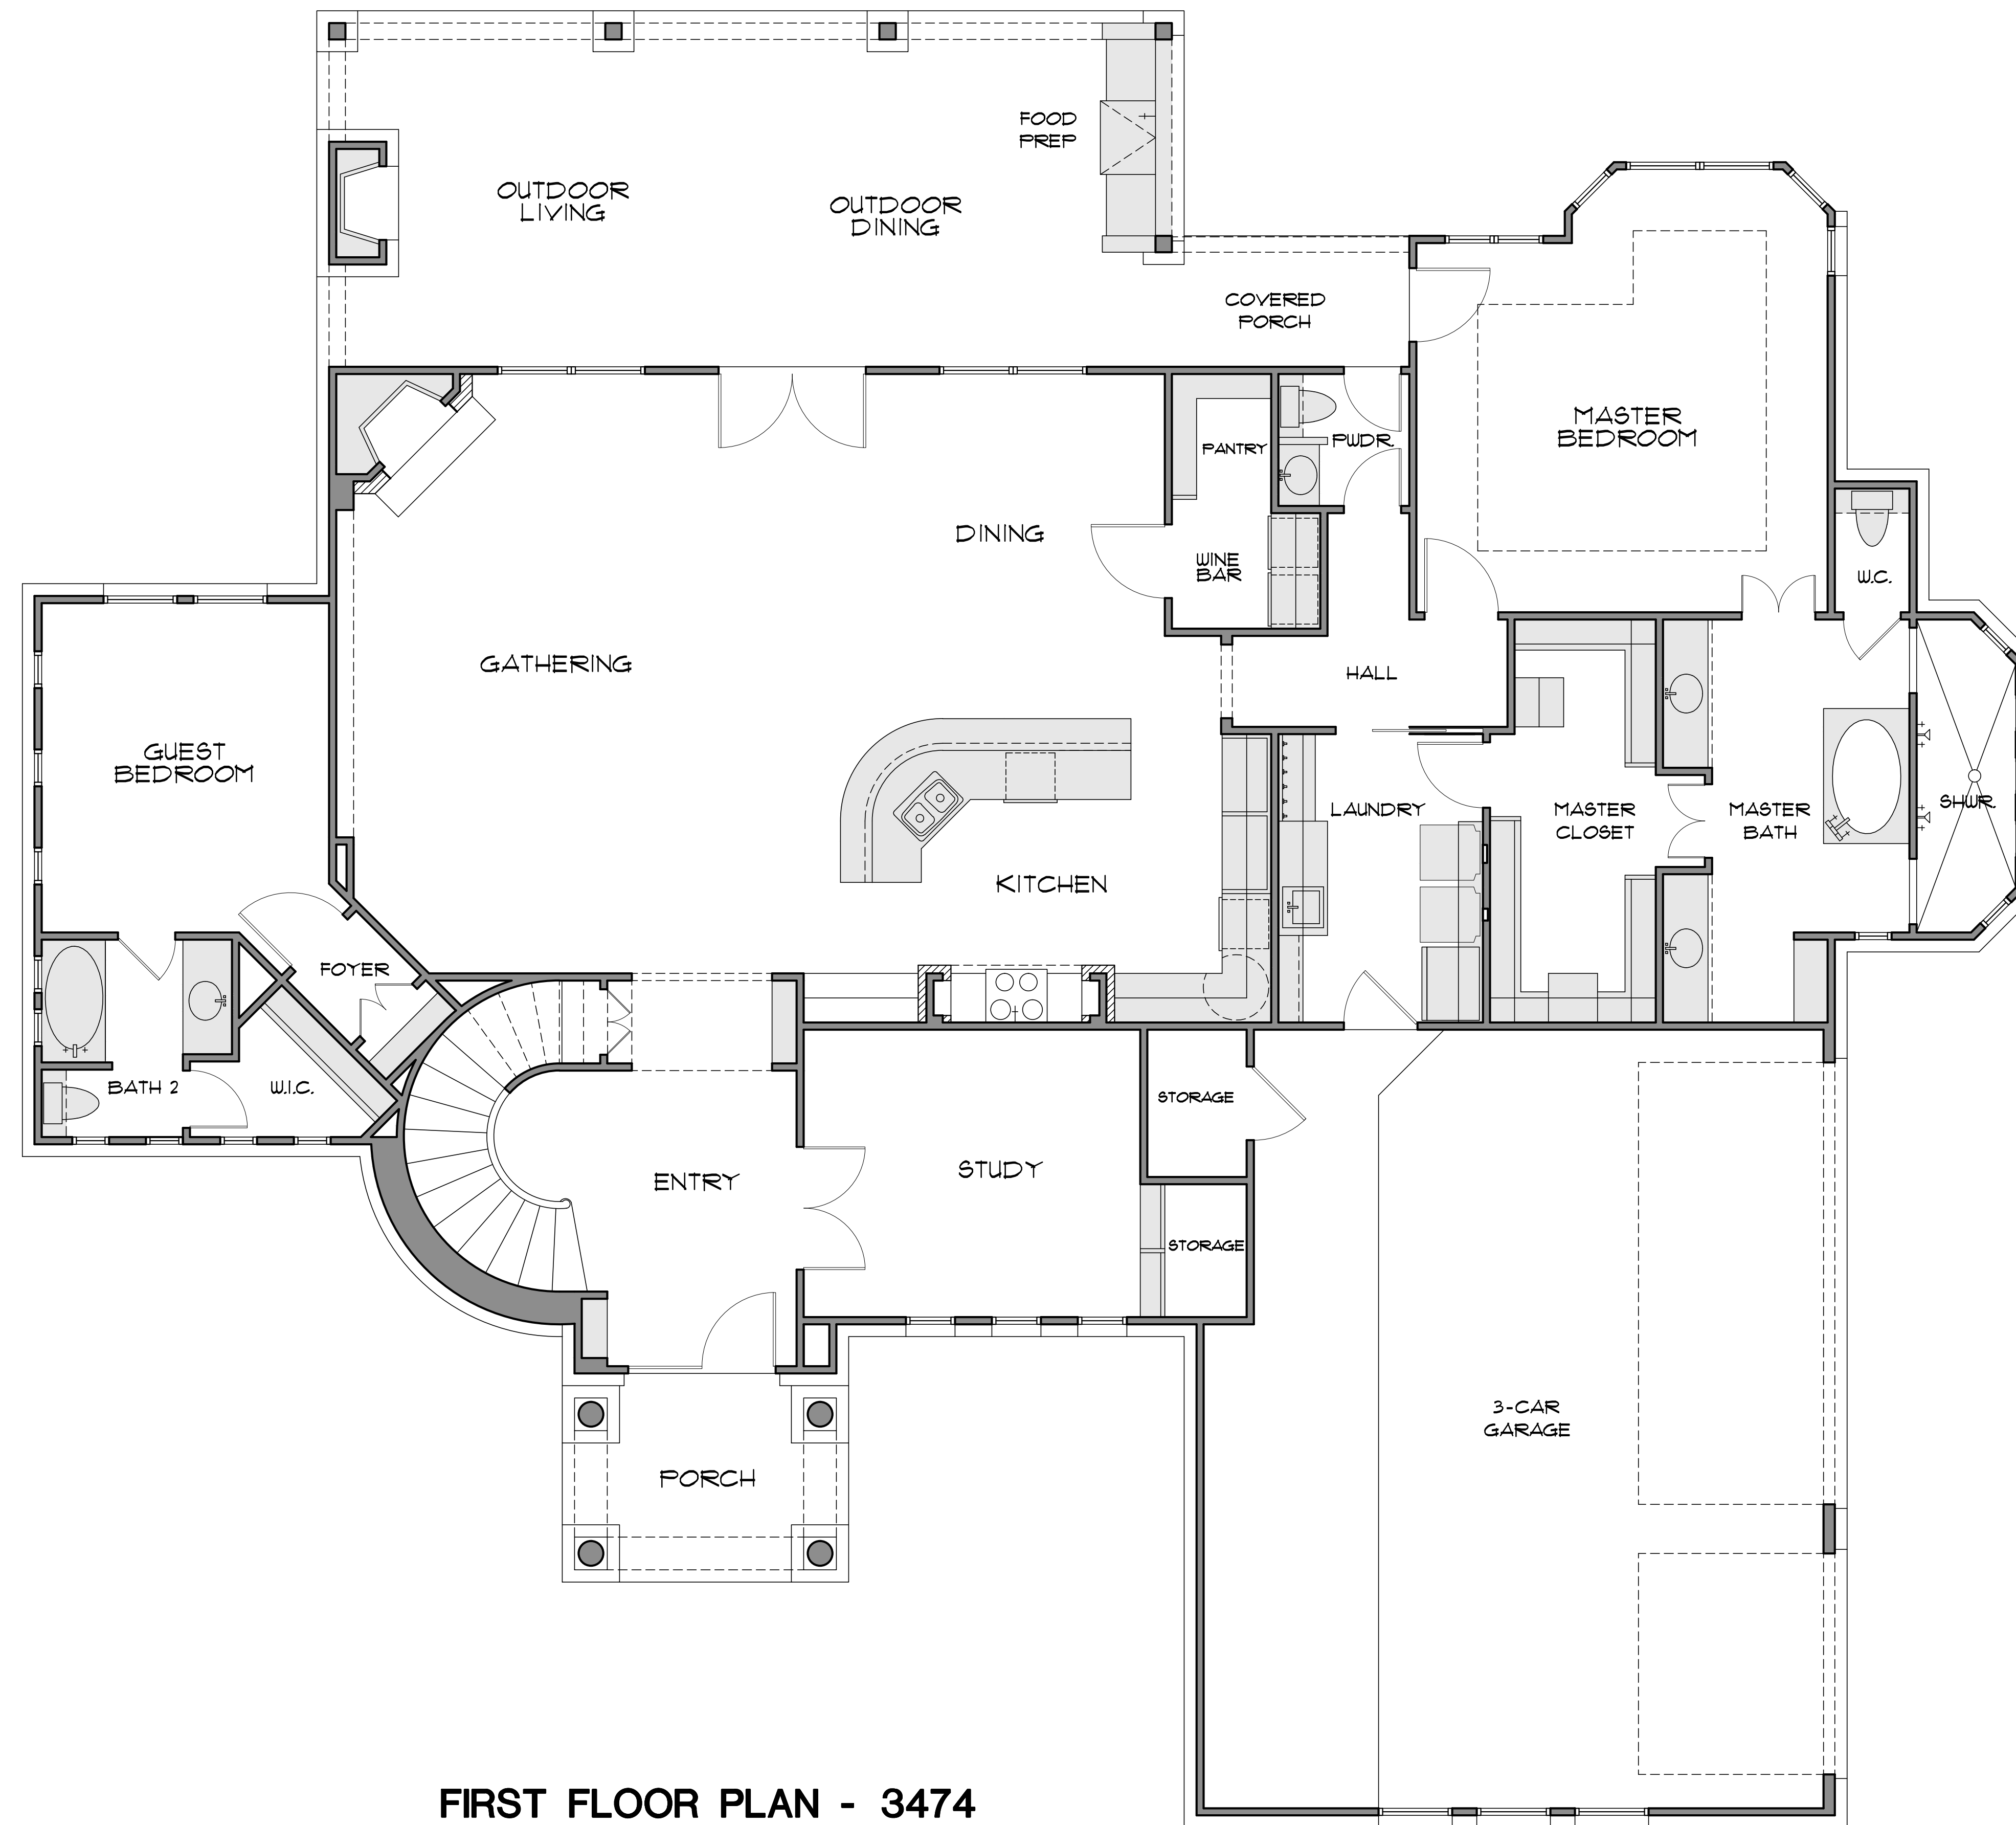 FOOD
PREP
OUTDOOR
LIVING
OUTDOOR
DINING
COVERED
PORCH
MASTER
BEDROOM
PANTRY
PWDR.
DINING
WINE
BAR
W.C.
GATHERING
HALL
GUEST
BEDROOM
LAUNDRY
MASTER
CLOSET
MASTER
BATH
SHWR.
KITCHEN
FOYER
BATH 2
W.I.C.
STORAGE
ENTRY
STUDY
STORAGE
3-CAR
GARAGE
PORCH
FIRST FLOOR PLAN - 3474